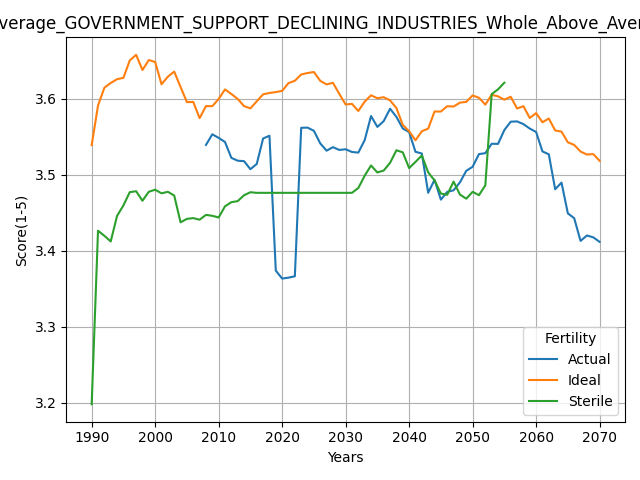 verage_GOVERNMENT_SUPPORT_DECLINING_INDUSTRIES_Whole_Above_Aver
3.6
3.5
3.4
3.3
3.2
Score(1-5)
Fertility
Actual
Ideal
Sterile
1990 2000 2010 2020 2030 2040 2050 2060 2070
Years